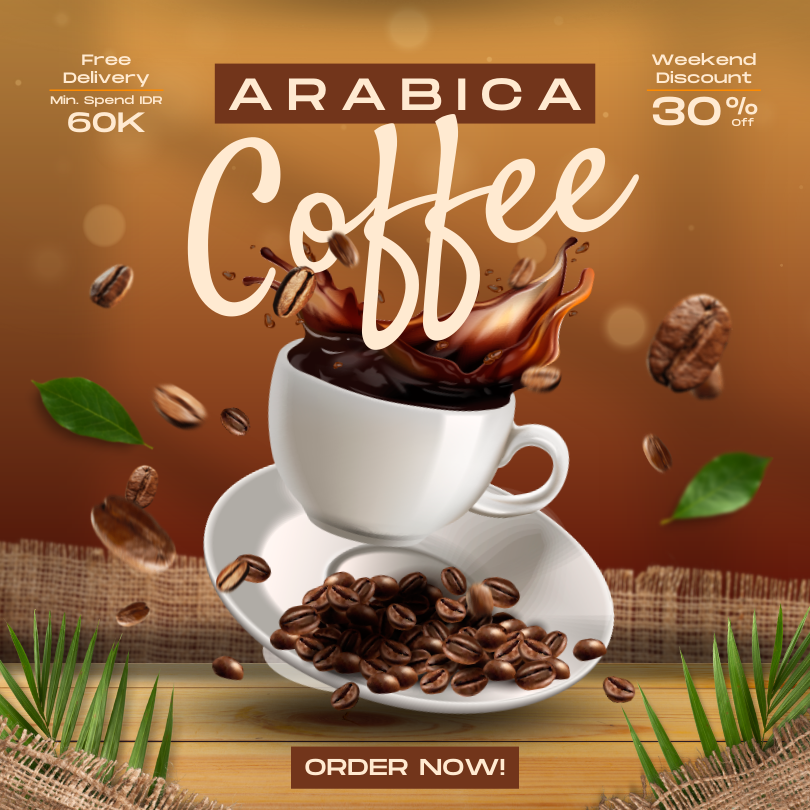 Free
Delivery
Min. Spend IDR
60K
ARABICA
Coffee
Weekend
Discount
30%
Off
ORDER NOW!